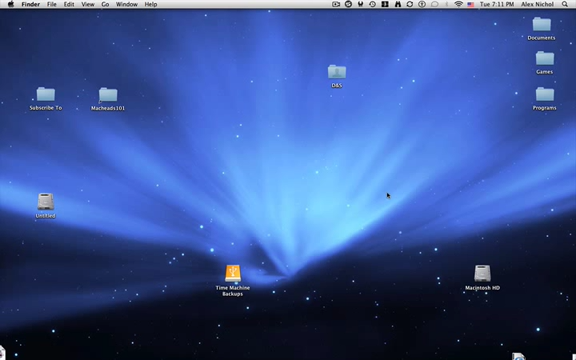 Finder File Edit View Go Window Help Tue 7:11 PM Alex Nichol
Documents
Games
D&S
Subscribe To
Macheads101
Programs
Untitled
Time Machine
Backups
Macintosh HD